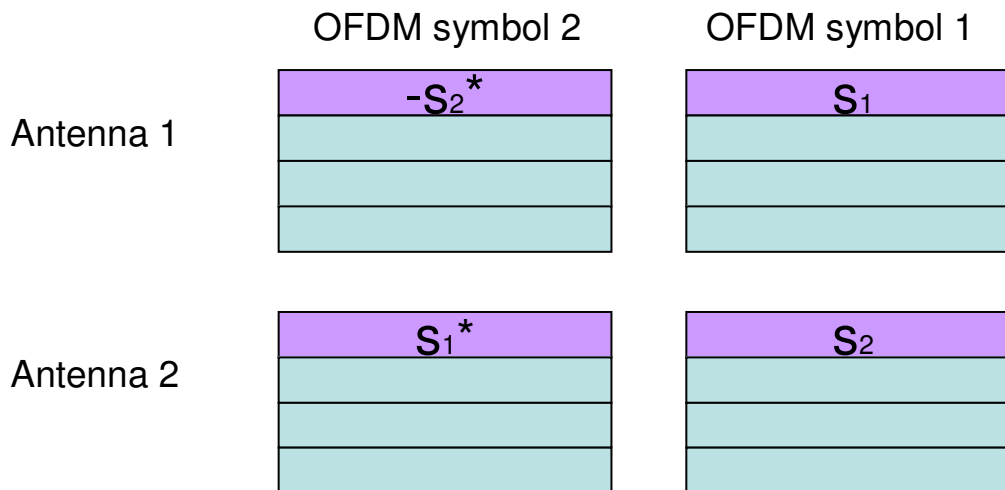 OFDM symbol 2 OFDM symbol 1
-S₂* S₁
Antenna 1
S₁* S₂
Antenna 2